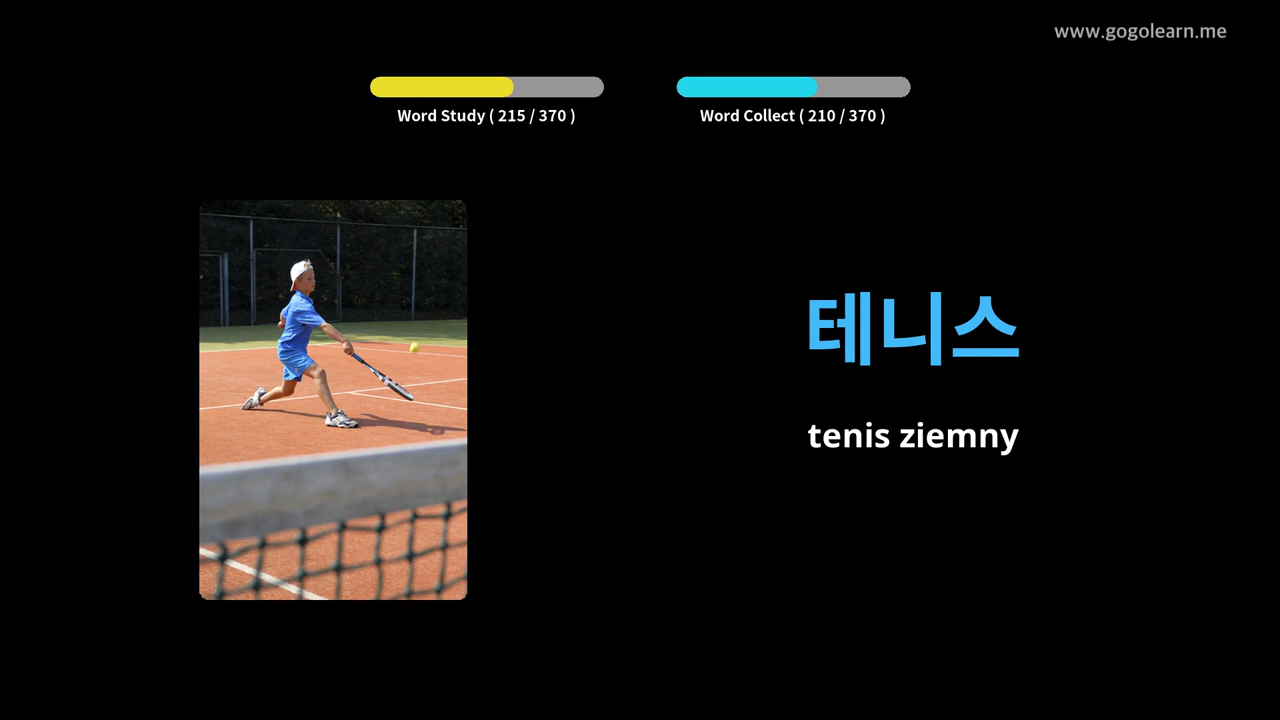 www.gogolearn.me
Word Study ( 215 / 370 )
Word Collect ( 210 / 370 )
테니스
tenis ziemny